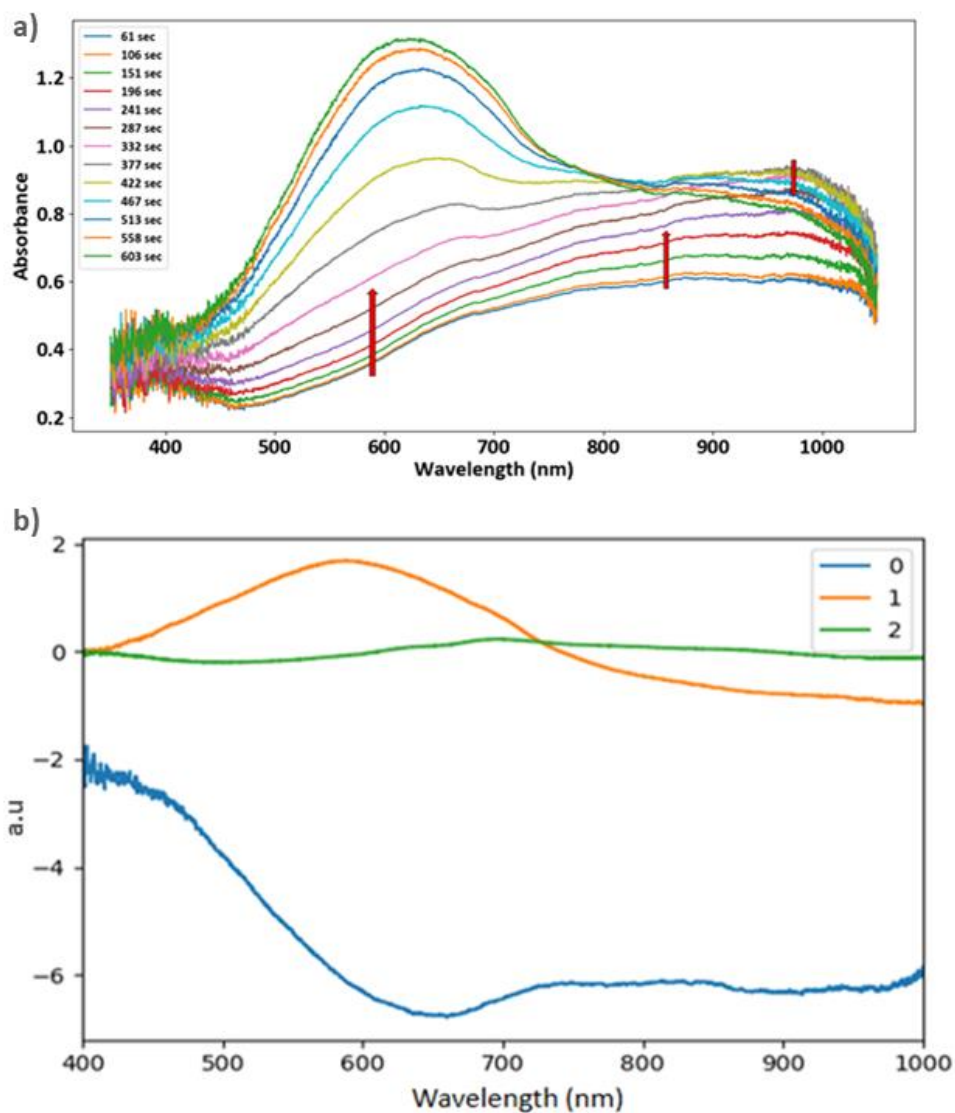 a)
61 sec
106 sec
151 sec
196 sec
241 sec
287 sec
332 sec
377 sec
422 sec
467 sec
513 sec
558 sec
603 sec
1.2
1.0
0.8
0.6
0.4
0.2
Absorbance
400 500 600 700 800 900 1000
Wavelength (nm)
b)
0
1
2
2
0
−2
−4
−6
a.u
400 500 600 700 800 900 1000
Wavelength (nm)